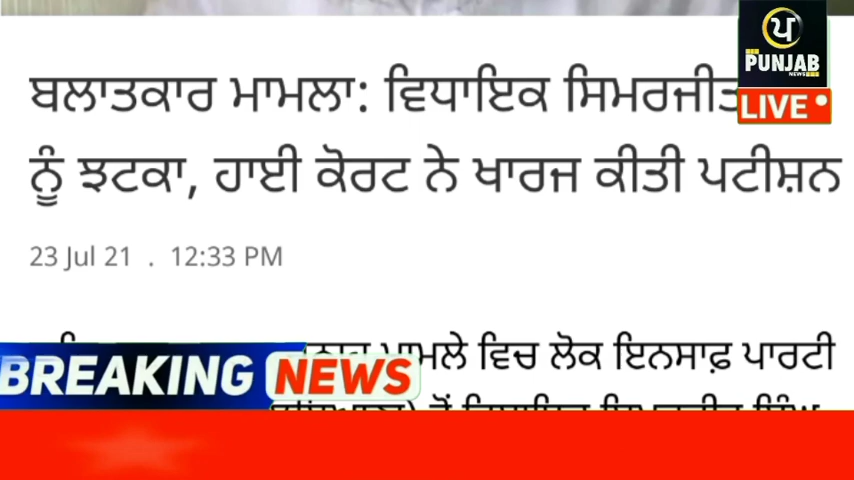 ਪ
PUNJAB
NEWS
LIVE
ਬਲਾਤਕਾਰ ਮਾਮਲਾ: ਵਿਧਾਇਕ ਸਿਮਰਜੀਤ
ਨੂੰ ਝਟਕਾ, ਹਾਈ ਕੋਰਟ ਨੇ ਖਾਰਜ ਕੀਤੀ ਪਟੀਸ਼ਨ
23 Jul 21 . 12:33 PM
ਮਾਮਲੇ ਵਿਚ ਲੋਕ ਇਨਸਾਫ਼ ਪਾਰਟੀ
BREAKING NEWS